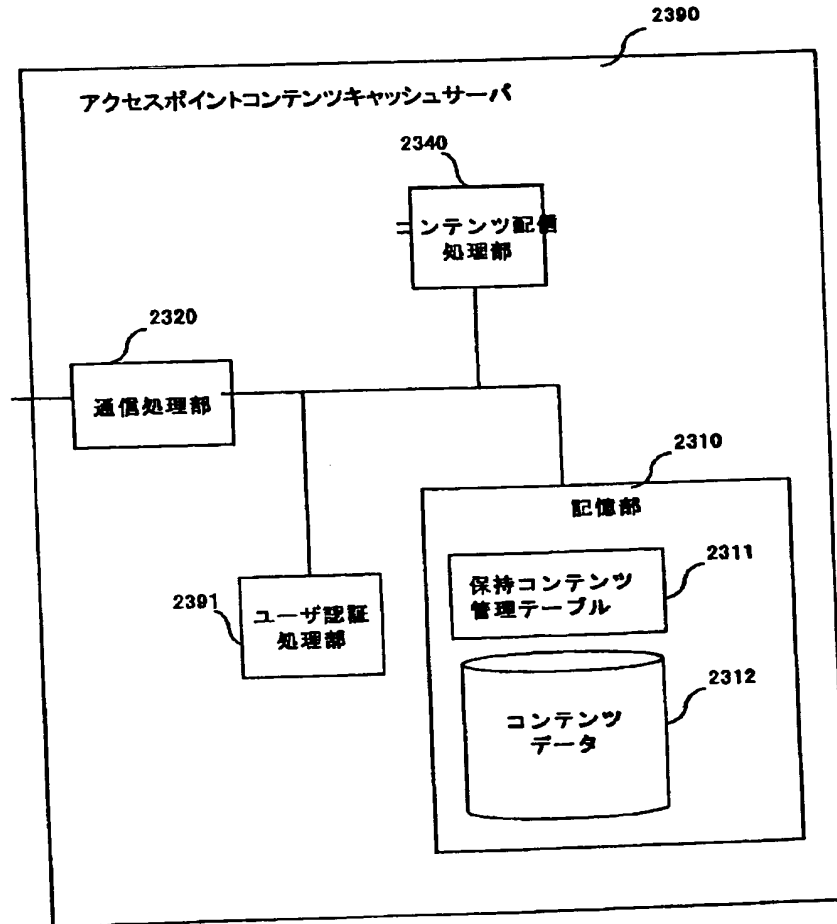 2390
アクセスポイントコンテンツキャッシュサーバ
2340
コンテンツ配信
処理部
2320
通信処理部
2310
記憶部
2311
保持コンテンツ
管理テーブル
2391
ユーザ認証
処理部
2312
コンテンツ
データ